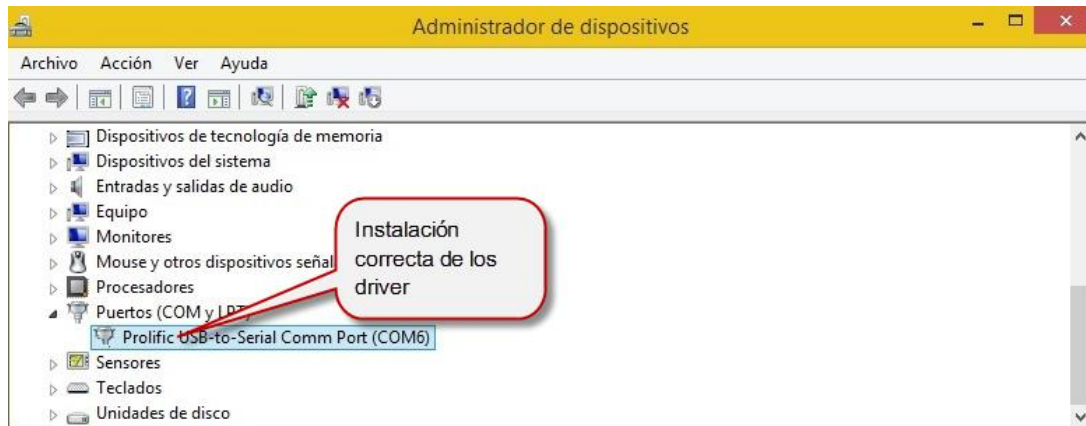 Administrador de dispositivos
Archivo Acción Ver Ayuda
Dispositivos de tecnología de memoria
Dispositivos del sistema
Entradas y salidas de audio
Equipo
Monitores
Mouse y otros dispositivos señal
Procesadores
Puertos (COM y LPT)
Prolific USB-to-Serial Comm Port (COM6)
Sensores
Teclados
Unidades de disco
Instalación
correcta de los
driver